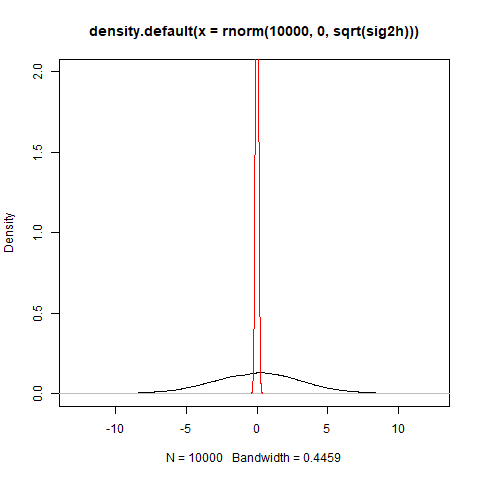 density.default(x = rnorm(10000, 0, sqrt(sig2h)))
Density
2.0
1.5
1.0
0.5
0.0
-10 -5 0 5 10
N = 10000 Bandwidth = 0.4459